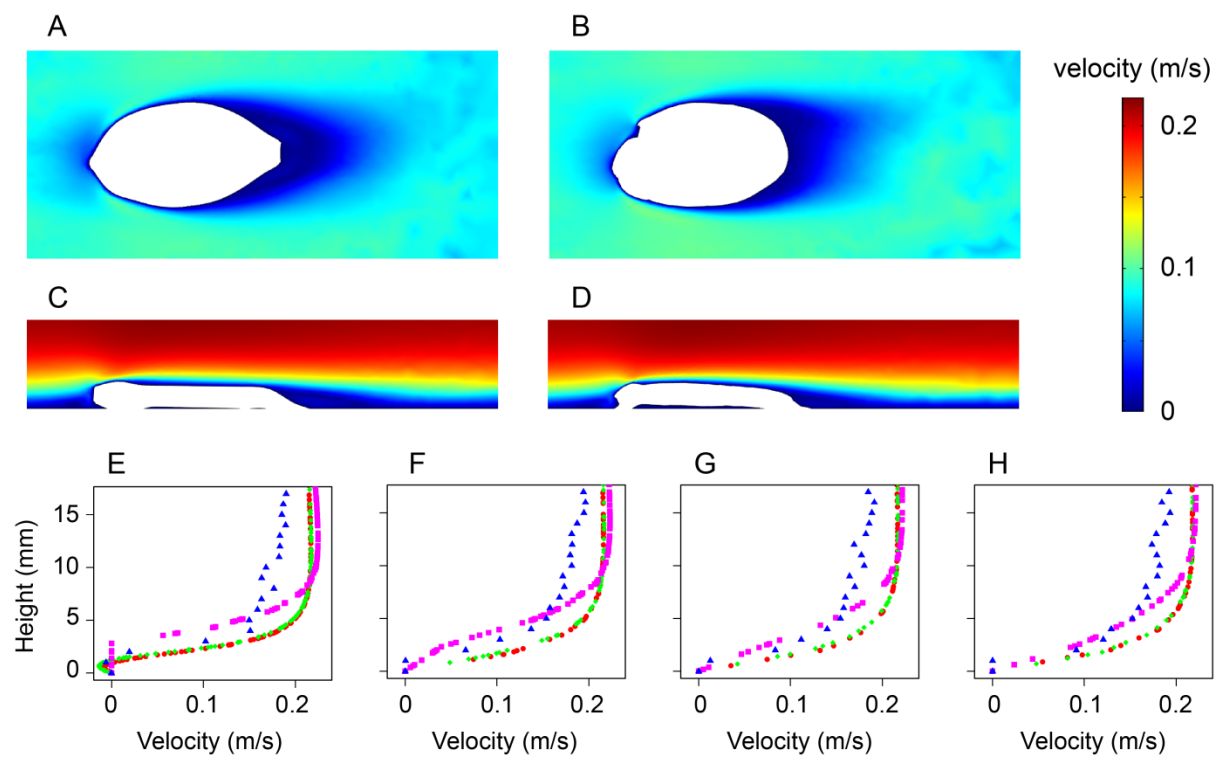 A
B
velocity (m/s)
0.2
0.1
0
C
D
E
F
G
H
Height (mm)
15
10
5
0
0 0.1 0.2
0 0.1 0.2
0 0.1 0.2
0 0.1 0.2
Velocity (m/s)
Velocity (m/s)
Velocity (m/s)
Velocity (m/s)